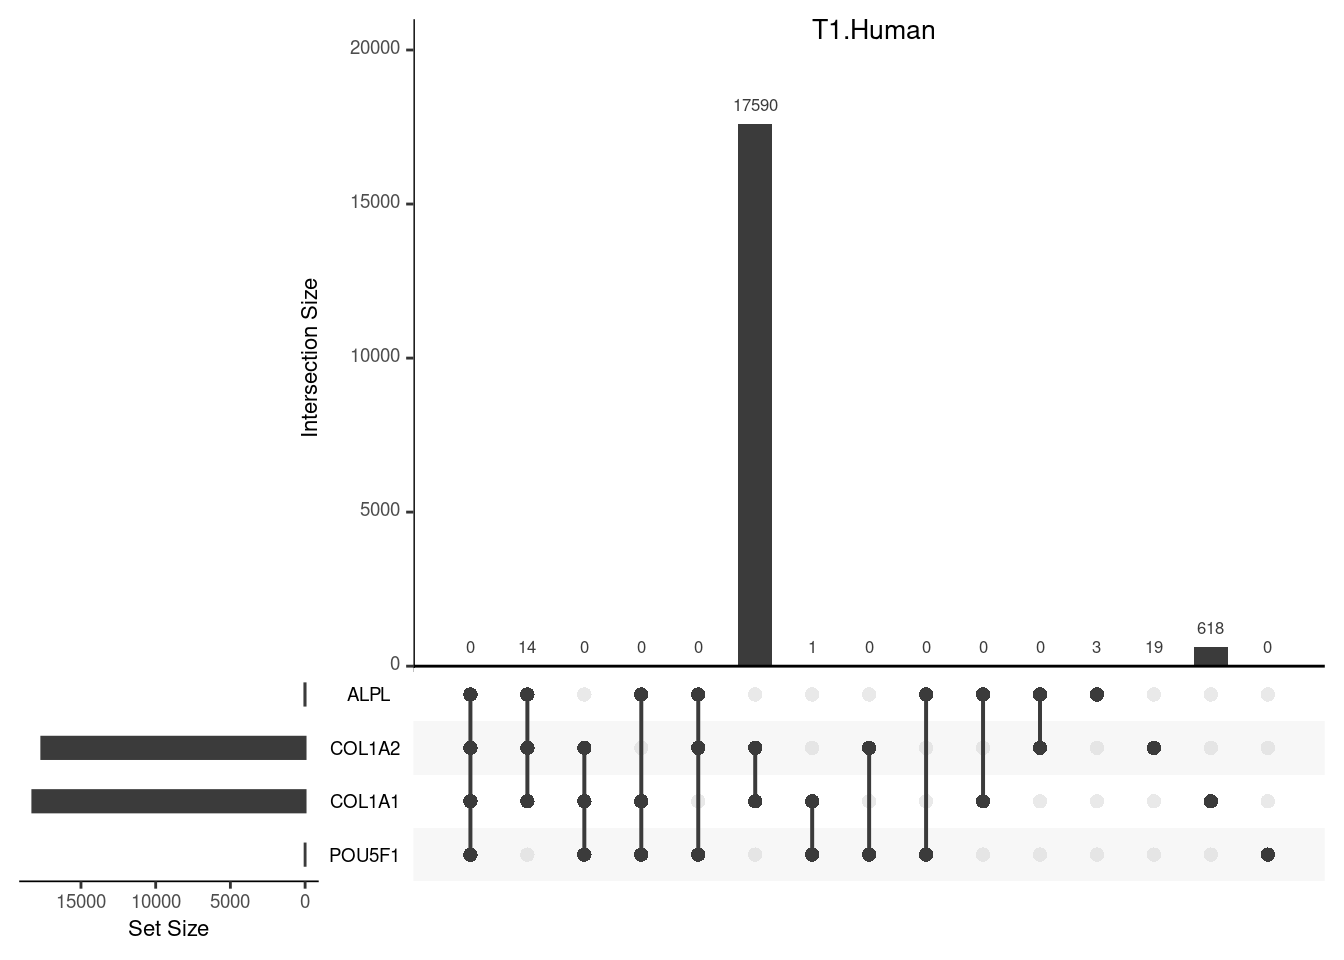 T1.Human
20000
17590
15000
Intersection Size
10000
5000
618
0 14 0 0 0 1 0 0 0 0 3 19 0
0
ALPL
COL1A2
COL1A1
POU5F1
15000 10000 5000 0
Set Size